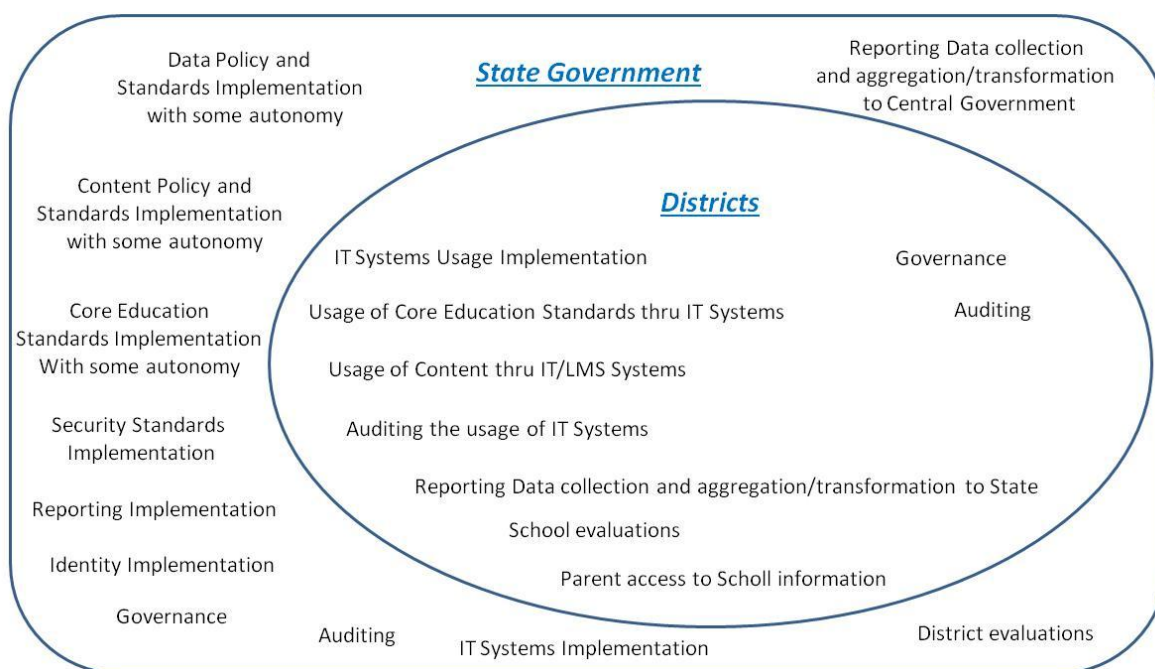 Data Policy and
Standards Implementation
with some autonomy
State Government
Reporting Data collection
and aggregation/transformation
to Central Government
Content Policy and
Standards Implementation
with some autonomy
Districts
IT Systems Usage Implementation
Governance
Core Education
Standards Implementation
With some autonomy
Usage of Core Education Standards thru IT Systems
Auditing
Usage of Content thru IT/LMS Systems
Security Standards
Implementation
Auditing the usage of IT Systems
Reporting Data collection and aggregation/transformation to State
Reporting Implementation
School evaluations
Identity Implementation
Parent access to Scholl information
Governance
Auditing
IT Systems Implementation
District evaluations